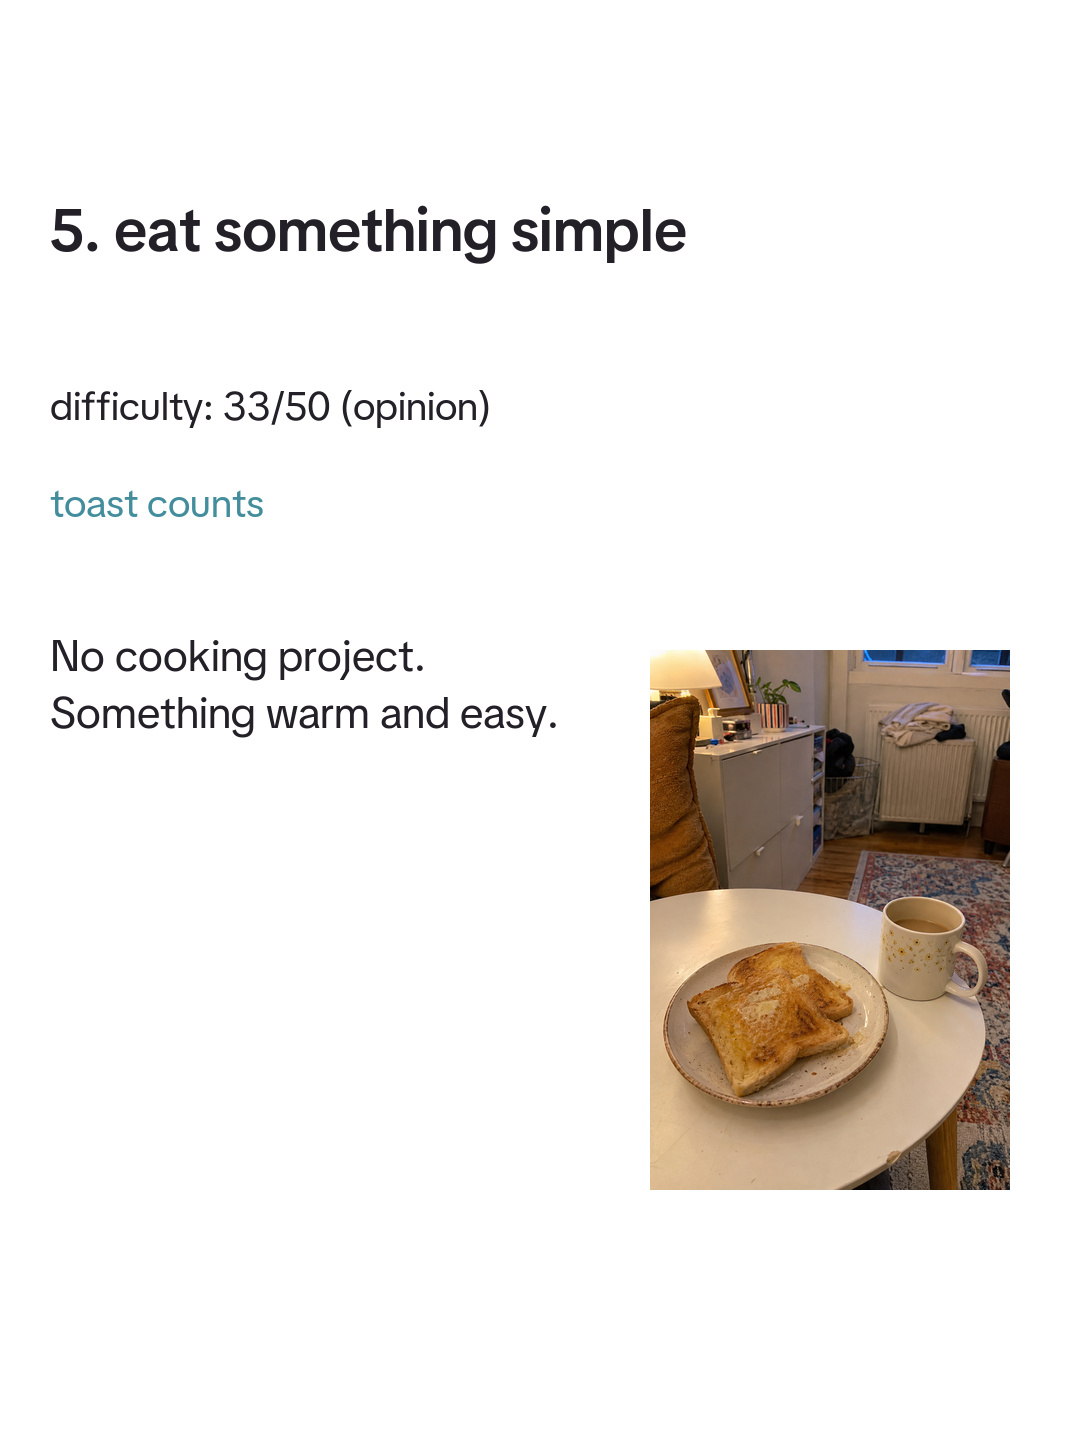 5. eat something simple
difficulty: 33/50 (opinion)
toast counts
No cooking project.
Something warm and easy.